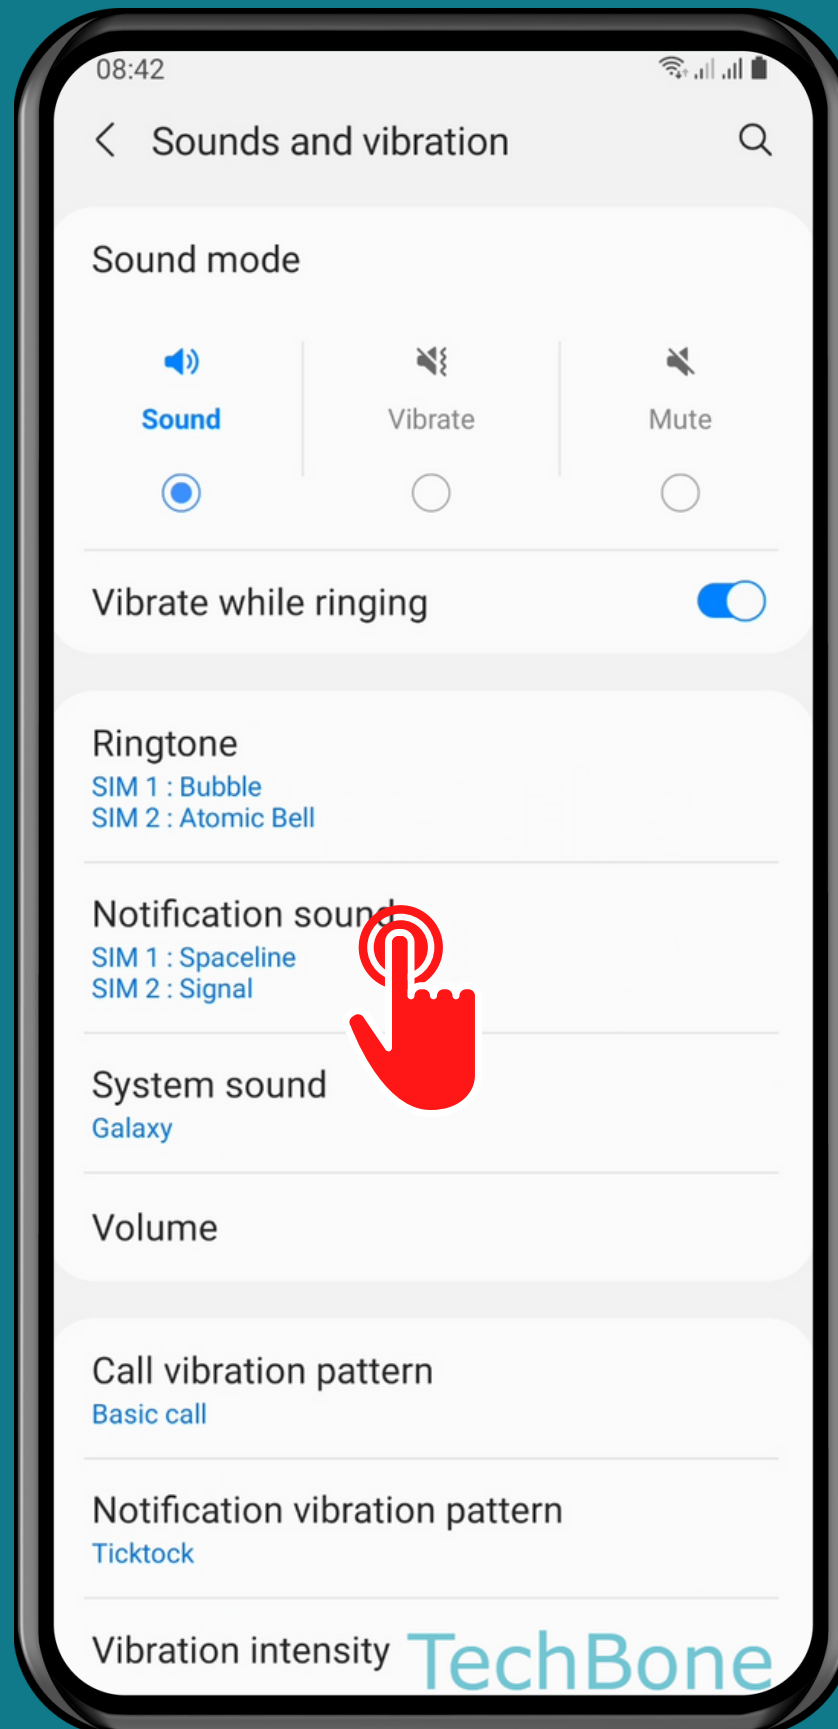 08:42
Sounds and vibration
Sound mode
Sound Vibrate Mute
Vibrate while ringing
Ringtone
SIM 1 : Bubble
SIM 2 : Atomic Bell
Notification sound
SIM 1 : Spaceline
SIM 2 : Signal
System sound
Galaxy
Volume
Call vibration pattern
Basic call
Notification vibration pattern
Ticktock
Vibration intensity
TechBone